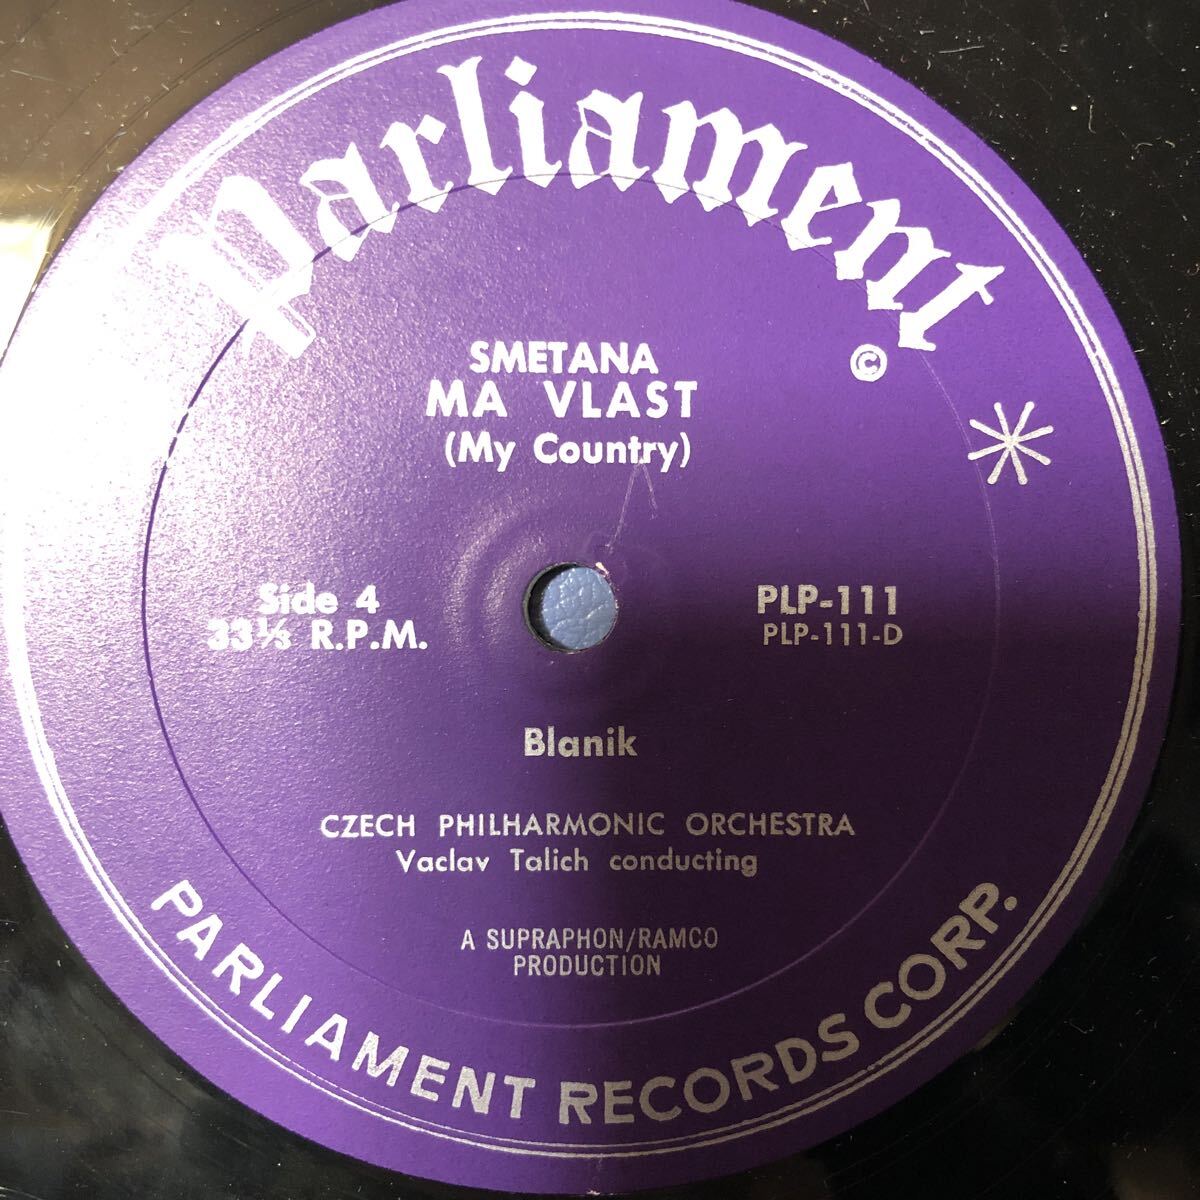 Parliament
©
SMETANA
MA VLAST
(My Country)
Side 4
33⅓ R.P.M.
PLP-111
PLP-111-D
Blanik
CZECH PHILHARMONIC ORCHESTRA
Vaclav Talich conducting
A SUPRAPHON/RAMCO
PRODUCTION
PARLIAMENT RECORDS CORP.